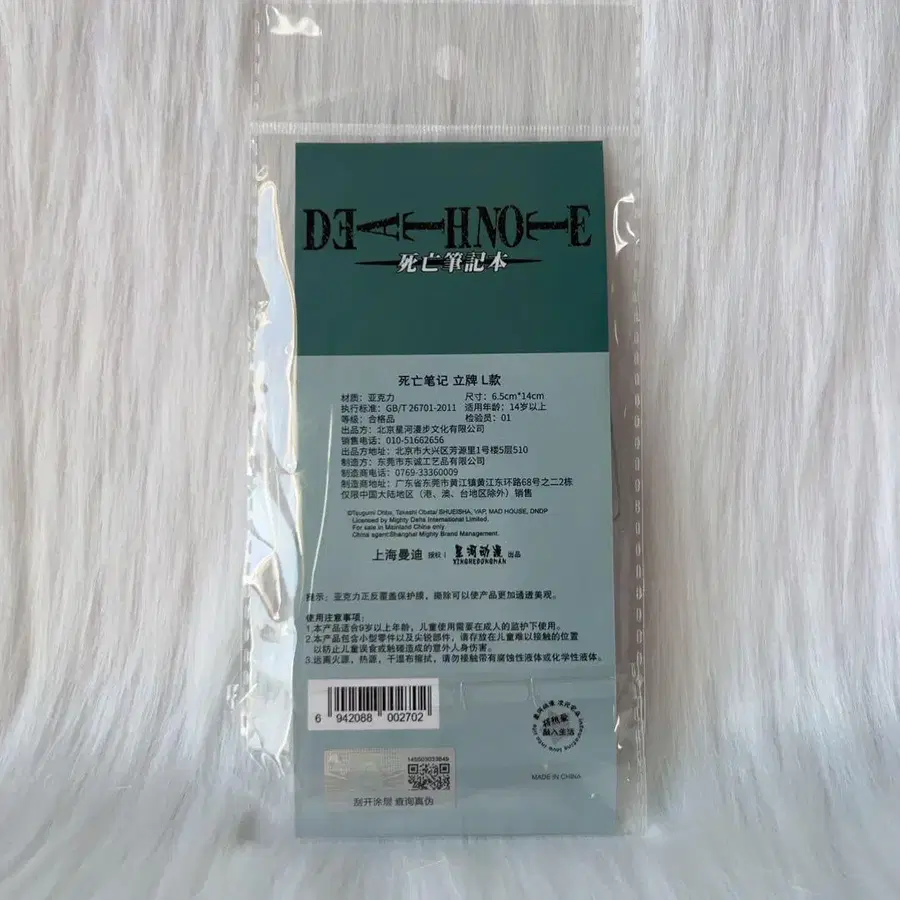 DEATH NOTE
死亡筆記本
死亡笔记 立牌 L款
材质：亚克力 尺寸：6.5cm*14cm
执行标准：GB/T 26701-2011 适用年龄：14岁以上
等级：合格品 检验员：01
出品方：北京星河漫步文化有限公司
销售电话：010-51662656
出品方地址：北京市大兴区芳源里1号楼5层510
制造方：东莞市东诚工艺品有限公司
制造商电话：0769-33360009
制造商地址：广东省东莞市黄江镇黄江东环路68号之二2栋
仅限中国大陆地区（港、澳、台地区除外）销售
©Tsugumi Ohba, Takeshi Obata/ SHUEISHA, VAP, MAD HOUSE, DNDP
Licensed by Mighty Delta International Limited.
For sale in Mainland China only.
China agent:Shanghai Mighty Brand Management.
上海曼迪 授权 | 星河动漫 出品
XINGHEDONGMAN
提示：亚克力正反覆盖保护膜，撕除可以使产品更加通透美观。
使用注意事项：
1.本产品适合9岁以上年龄，儿童使用需要在成人的监护下使用。
2.本产品包含小型零件以及尖锐部件，请存放在儿童难以接触的位置
以防止儿童误食或触碰造成的意外人身伤害。
3.远离火源，热源，干湿布擦拭，请勿接触带有腐蚀性液体或化学性液体。
6 942088 002702
将热爱
融入生活
145003033849
刮开涂层 查询真伪
MADE IN CHINA